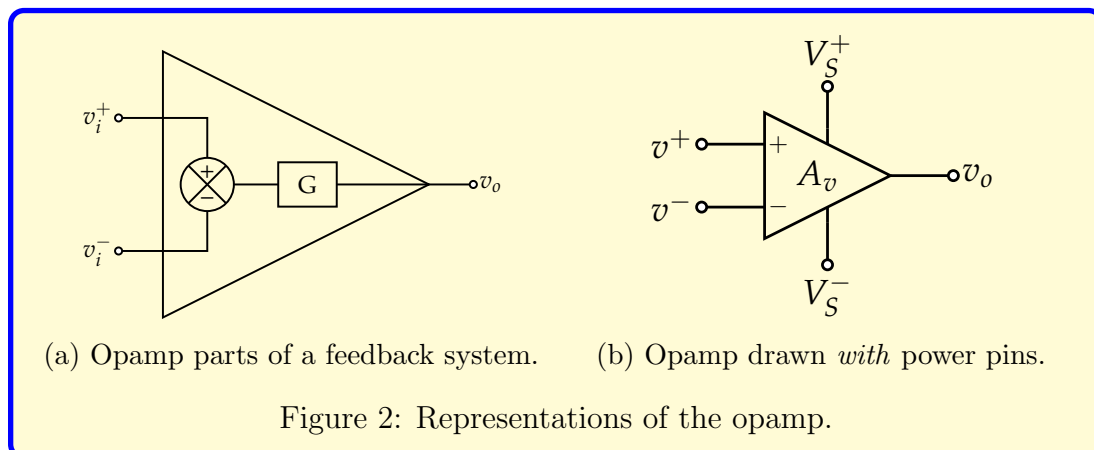 V_S^+
v_i^+
+
G
−
v_o
v_i^-
v^+
+
A_v
v_o
v^-
−
V_S^-
(a) Opamp parts of a feedback system.
(b) Opamp drawn with power pins.
Figure 2: Representations of the opamp.